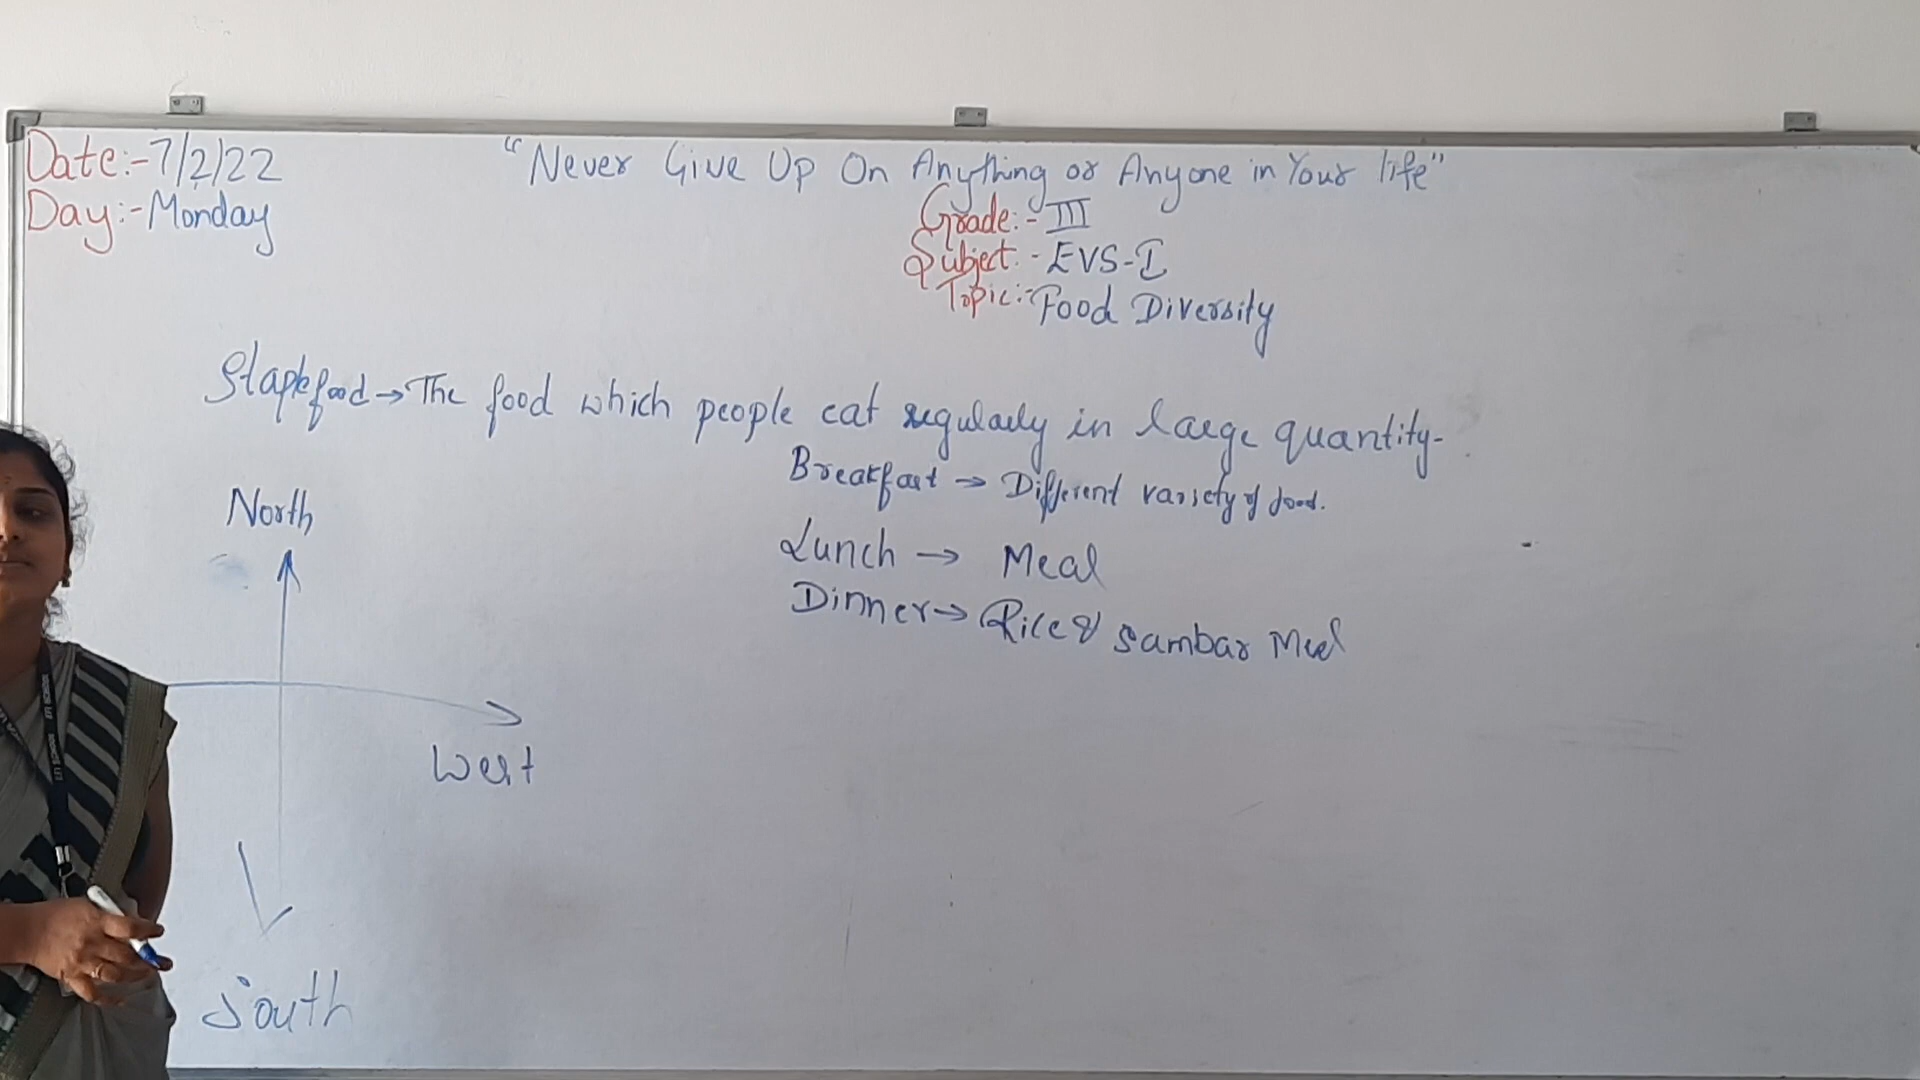 Date:-7/2/22
"Never Give Up On Anything or Anyone in Your life"
Day:-Monday
Grade:-III
Subject:-EVS-I
Topic:-Food Diversity
Staple food→The food which people eat regularly in large quantity.
Breakfast → Different variety of food.
North
Lunch → Meal
Dinner→Rice & Sambar Meal
West
South